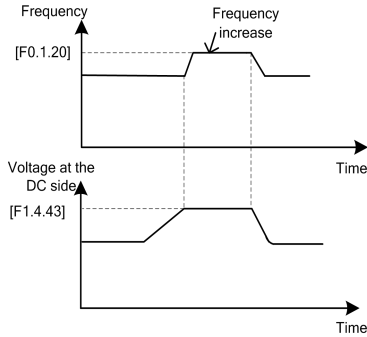 Frequency
Frequency
increase
[F0.1.20]
Time
Voltage at the
DC side
[F1.4.43]
Time